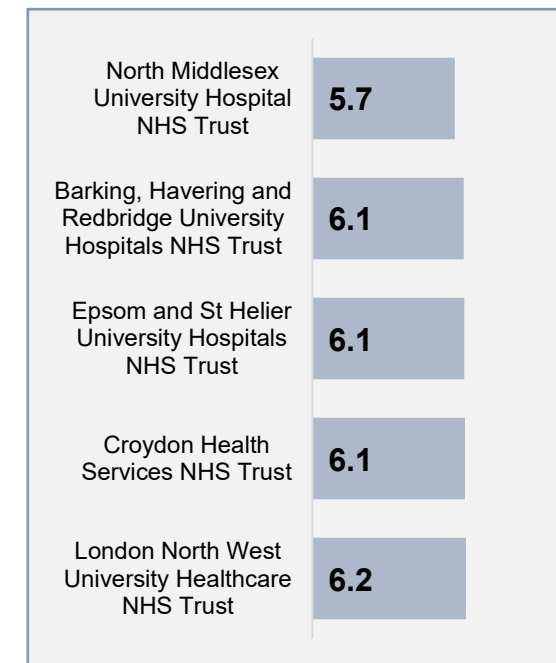 North Middlesex
University Hospital
NHS Trust
5.7
Barking, Havering and
Redbridge University
Hospitals NHS Trust
6.1
Epsom and St Helier
University Hospitals
NHS Trust
6.1
Croydon Health
Services NHS Trust
6.1
London North West
University Healthcare
NHS Trust
6.2